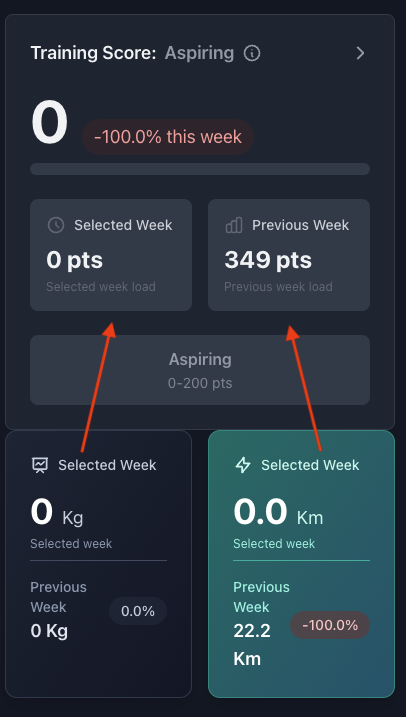 Training Score: Aspiring
0 -100.0% this week
Selected Week
0 pts
Selected week load
Previous Week
349 pts
Previous week load
Aspiring
0-200 pts
Selected Week
0 Kg
Selected week
Previous
Week
0 Kg
0.0%
Selected Week
0.0 Km
Selected week
Previous
Week
22.2
Km
-100.0%